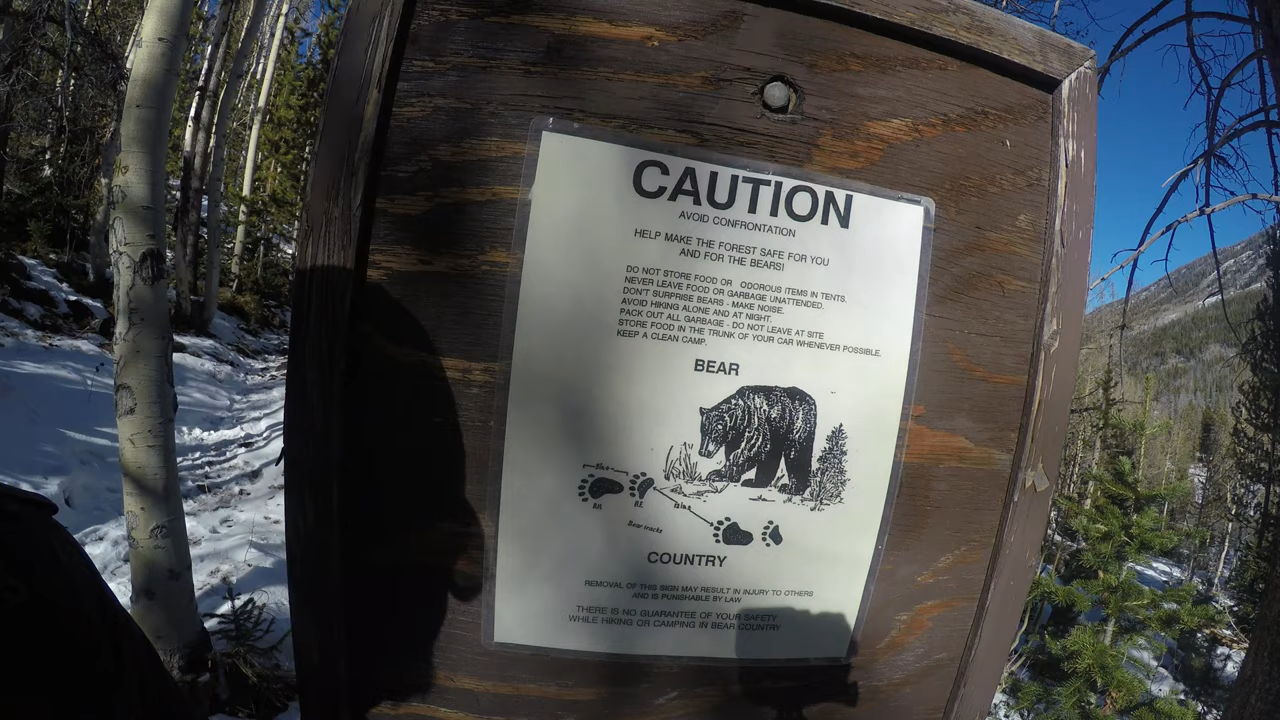 CAUTION
AVOID CONFRONTATION
HELP MAKE THE FOREST SAFE FOR YOU
AND FOR THE BEARS!
DO NOT STORE FOOD OR ODOROUS ITEMS IN TENTS.
NEVER LEAVE FOOD OR GARBAGE UNATTENDED.
DON'T SURPRISE BEARS - MAKE NOISE.
AVOID HIKING ALONE AND AT NIGHT.
PACK OUT ALL GARBAGE - DO NOT LEAVE AT SITE
STORE FOOD IN THE TRUNK OF YOUR CAR WHENEVER POSSIBLE.
KEEP A CLEAN CAMP.
BEAR
Bear tracks
COUNTRY
REMOVAL OF THIS SIGN MAY RESULT IN INJURY TO OTHERS
AND IS PUNISHABLE BY LAW
THERE IS NO GUARANTEE OF YOUR SAFETY
WHILE HIKING OR CAMPING IN BEAR COUNTRY